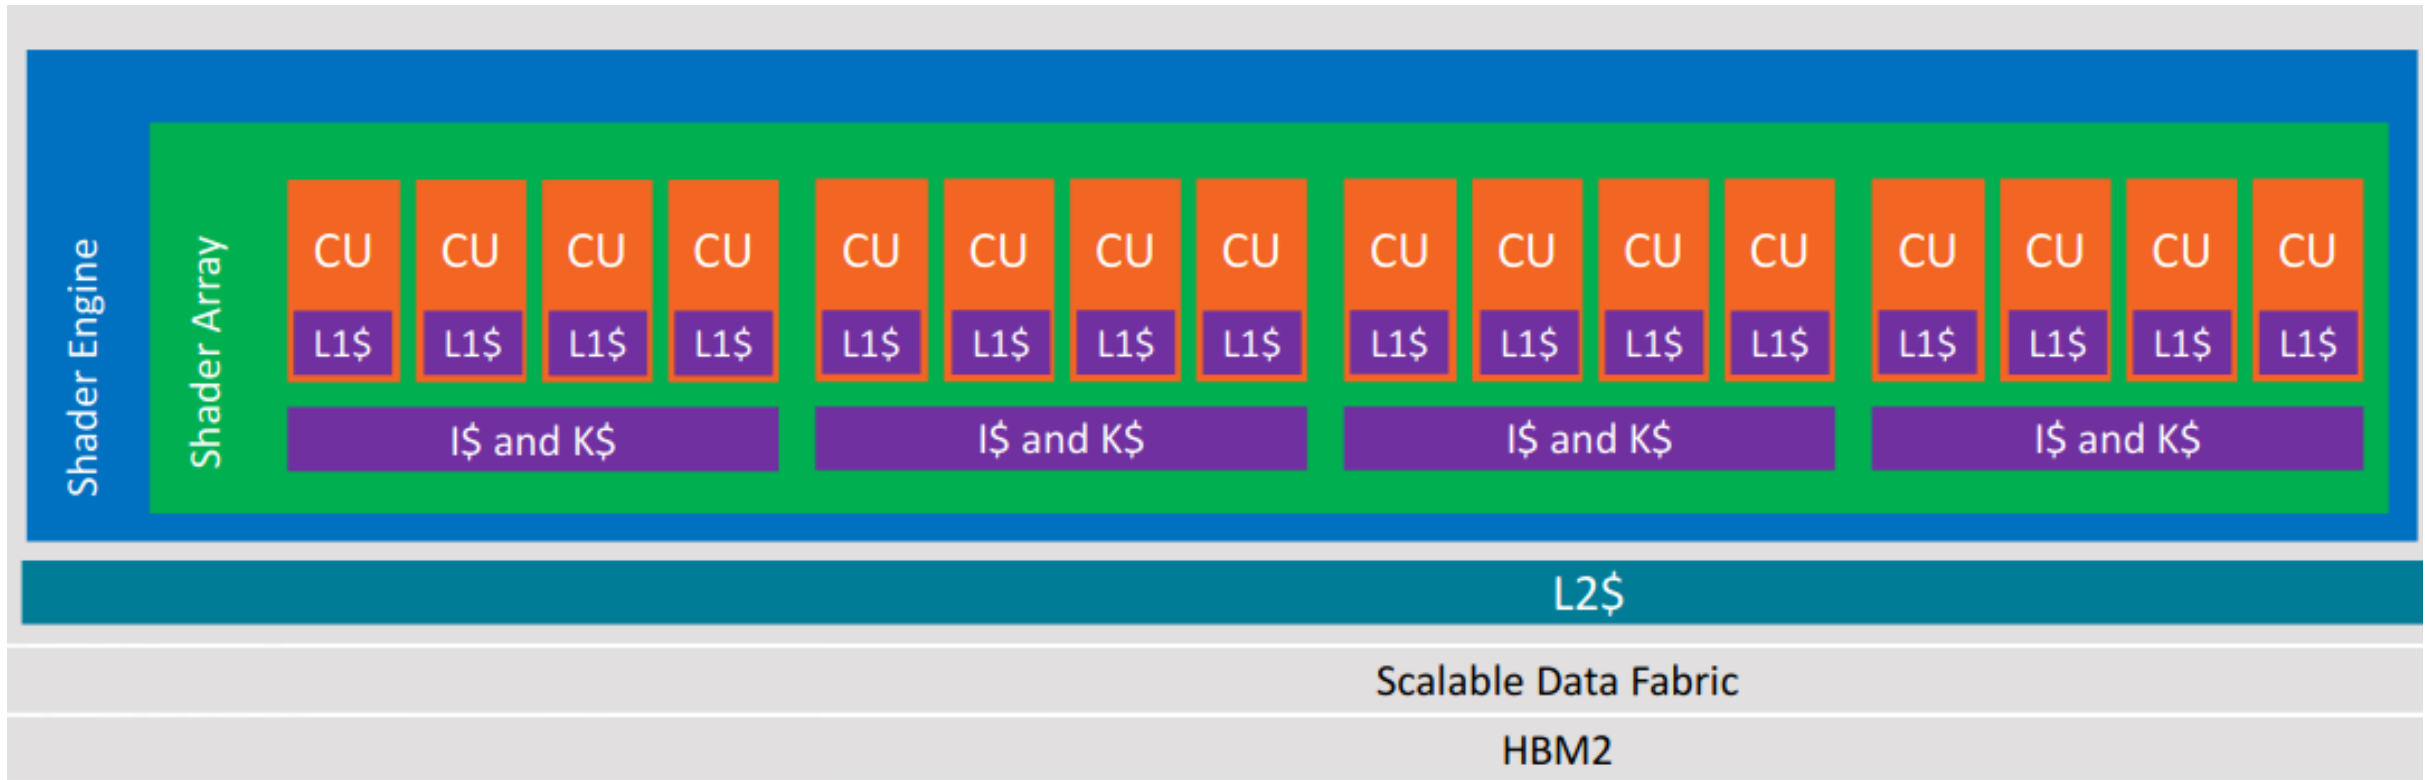 Shader Engine
Shader Array
CU CU CU CU CU CU CU CU CU CU CU CU CU CU CU CU
L1$ L1$ L1$ L1$ L1$ L1$ L1$ L1$ L1$ L1$ L1$ L1$ L1$ L1$ L1$ L1$
I$ and K$ I$ and K$ I$ and K$ I$ and K$
L2$
Scalable Data Fabric
HBM2